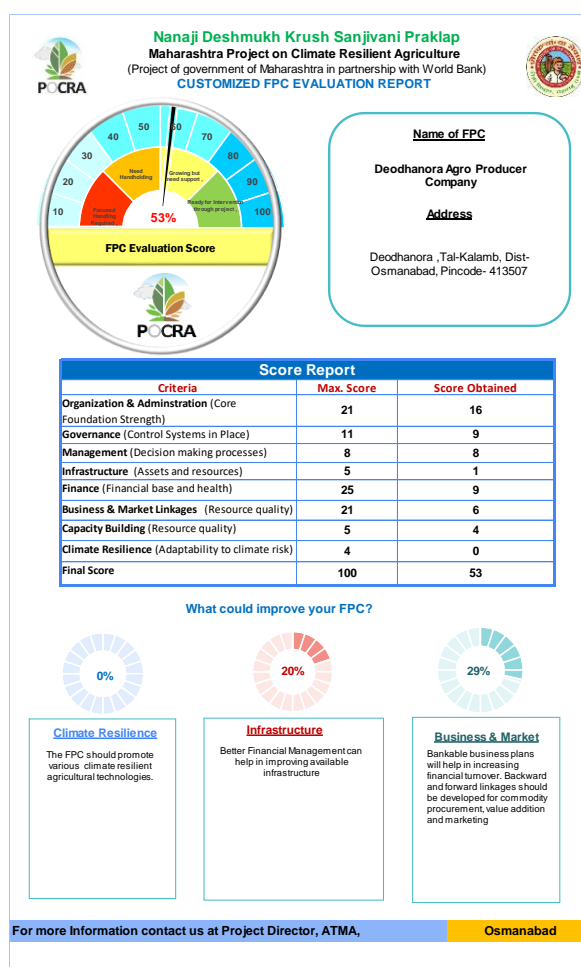 Nanaji Deshmukh Krush Sanjivani Praklap
Maharashtra Project on Climate Resilient Agriculture
(Project of government of Maharashtra in partnership with World Bank)
CUSTOMIZED FPC EVALUATION REPORT
POCRA
10
20
30
40
50
60
70
80
90
100
Focused
Handling
Required
Need
Handholding
Growing but
need support ,
Ready for Intervention
through project ,
53%
FPC Evaluation Score
POCRA
Name of FPC
Deodhanora Agro Producer
Company
Address
Deodhanora ,Tal-Kalamb, Dist-
Osmanabad, Pincode- 413507
Score Report
Criteria Max. Score Score Obtained
Organization & Adminstration (Core
Foundation Strength) 21 16
Governance (Control Systems in Place) 11 9
Management (Decision making processes) 8 8
Infrastructure (Assets and resources) 5 1
Finance (Financial base and health) 25 9
Business & Market Linkages (Resource quality) 21 6
Capacity Building (Resource quality) 5 4
Climate Resilience (Adaptability to climate risk) 4 0
Final Score 100 53
What could improve your FPC?
0%
20%
29%
Climate Resilience
The FPC should promote
various climate resilient
agricultural technologies.
Infrastructure
Better Financial Management can
help in improving available
infrastructure
Business & Market
Bankable business plans
will help in increasing
financial turnover. Backward
and forward linkages should
be developed for commodity
procurement, value addition
and marketing
For more Information contact us at Project Director, ATMA, Osmanabad